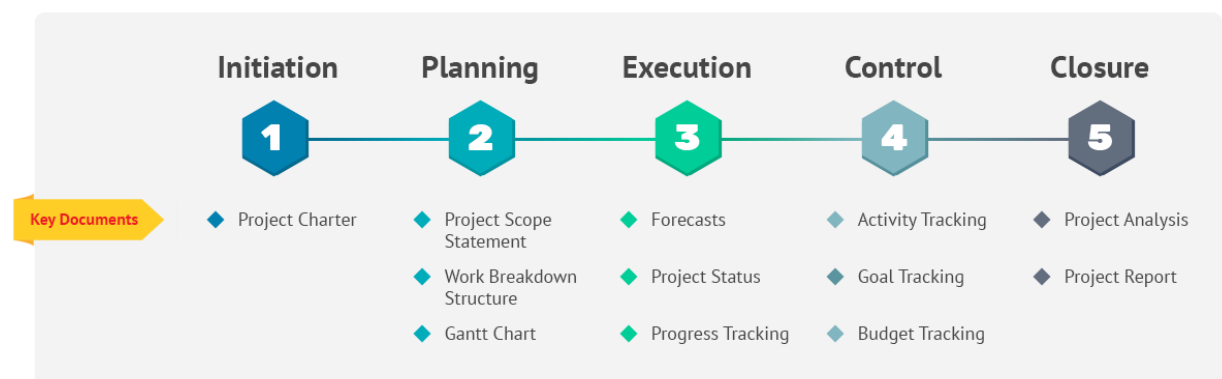 Initiation
Planning
Execution
Control
Closure
1
2
3
4
5
Key Documents
Project Charter
Project Scope
Statement
Work Breakdown
Structure
Gantt Chart
Forecasts
Project Status
Progress Tracking
Activity Tracking
Goal Tracking
Budget Tracking
Project Analysis
Project Report